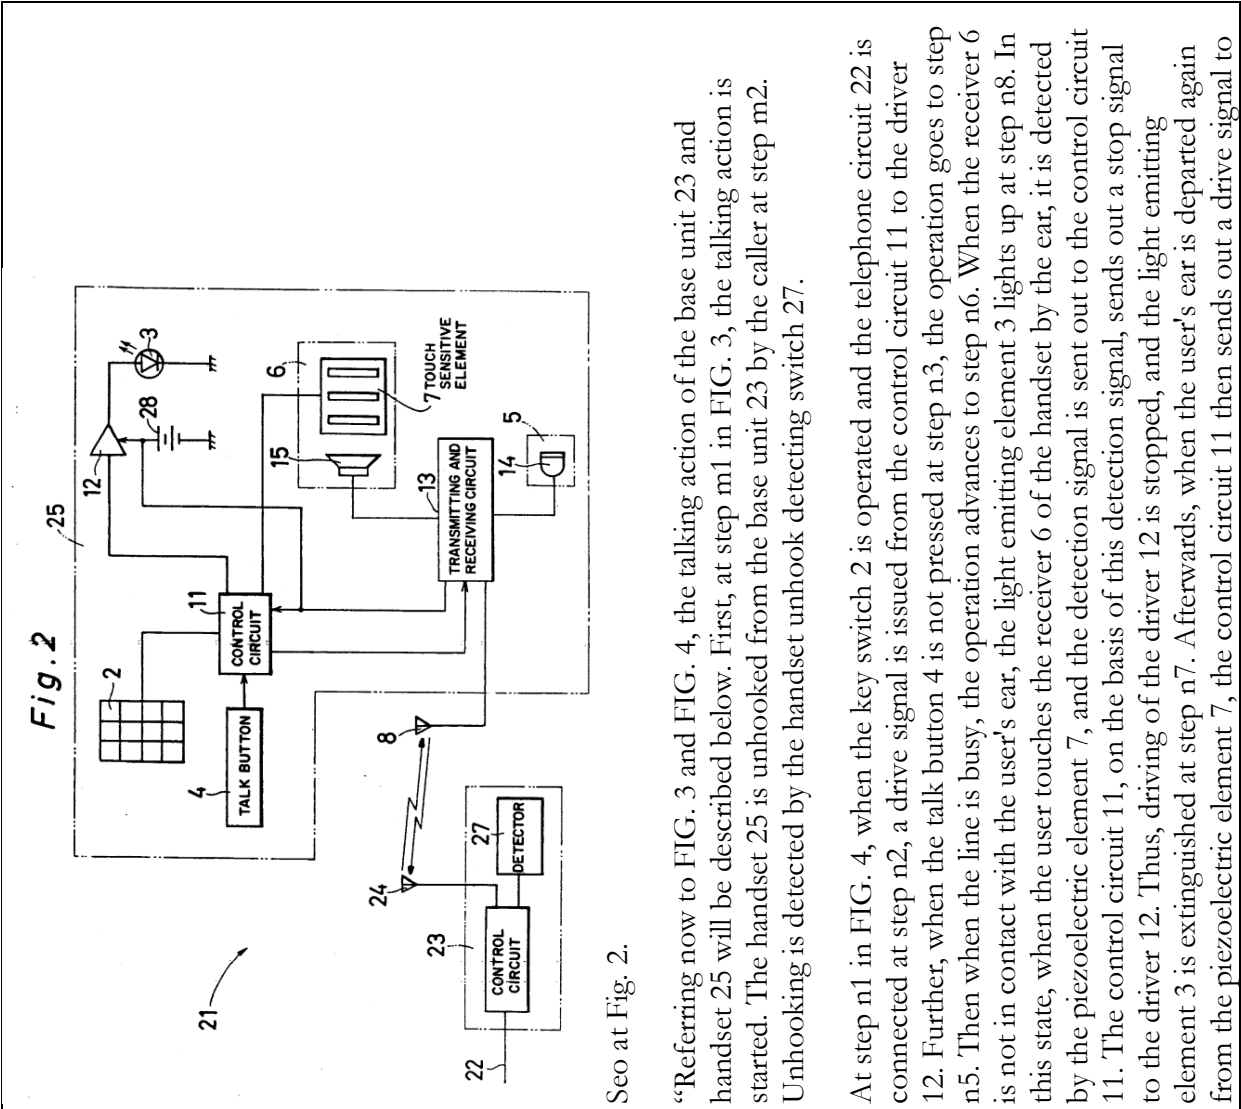 Fig. 2
25
2
11
CONTROL
CIRCUIT
4
TALK BUTTON
12
28
3
6
7 TOUCH
SENSITIVE
ELEMENT
15
13
TRANSMITTING AND
RECEIVING CIRCUIT
5
14
8
24
27
DETECTOR
23
CONTROL
CIRCUIT
21
22
Seo at Fig. 2.
“Referring now to FIG. 3 and FIG. 4, the talking action of the base unit 23 and
handset 25 will be described below. First, at step m1 in FIG. 3, the talking action is
started. The handset 25 is unhooked from the base unit 23 by the caller at step m2.
Unhooking is detected by the handset unhook detecting switch 27.
At step n1 in FIG. 4, when the key switch 2 is operated and the telephone circuit 22 is
connected at step n2, a drive signal is issued from the control circuit 11 to the driver
12. Further, when the talk button 4 is not pressed at step n3, the operation goes to step
n5. Then when the line is busy, the operation advances to step n6. When the receiver 6
is not in contact with the user's ear, the light emitting element 3 lights up at step n8. In
this state, when the user touches the receiver 6 of the handset by the ear, it is detected
by the piezoelectric element 7, and the detection signal is sent out to the control circuit
11. The control circuit 11, on the basis of this detection signal, sends out a stop signal
to the driver 12. Thus, driving of the driver 12 is stopped, and the light emitting
element 3 is extinguished at step n7. Afterwards, when the user's ear is departed again
from the piezoelectric element 7, the control circuit 11 then sends out a drive signal to